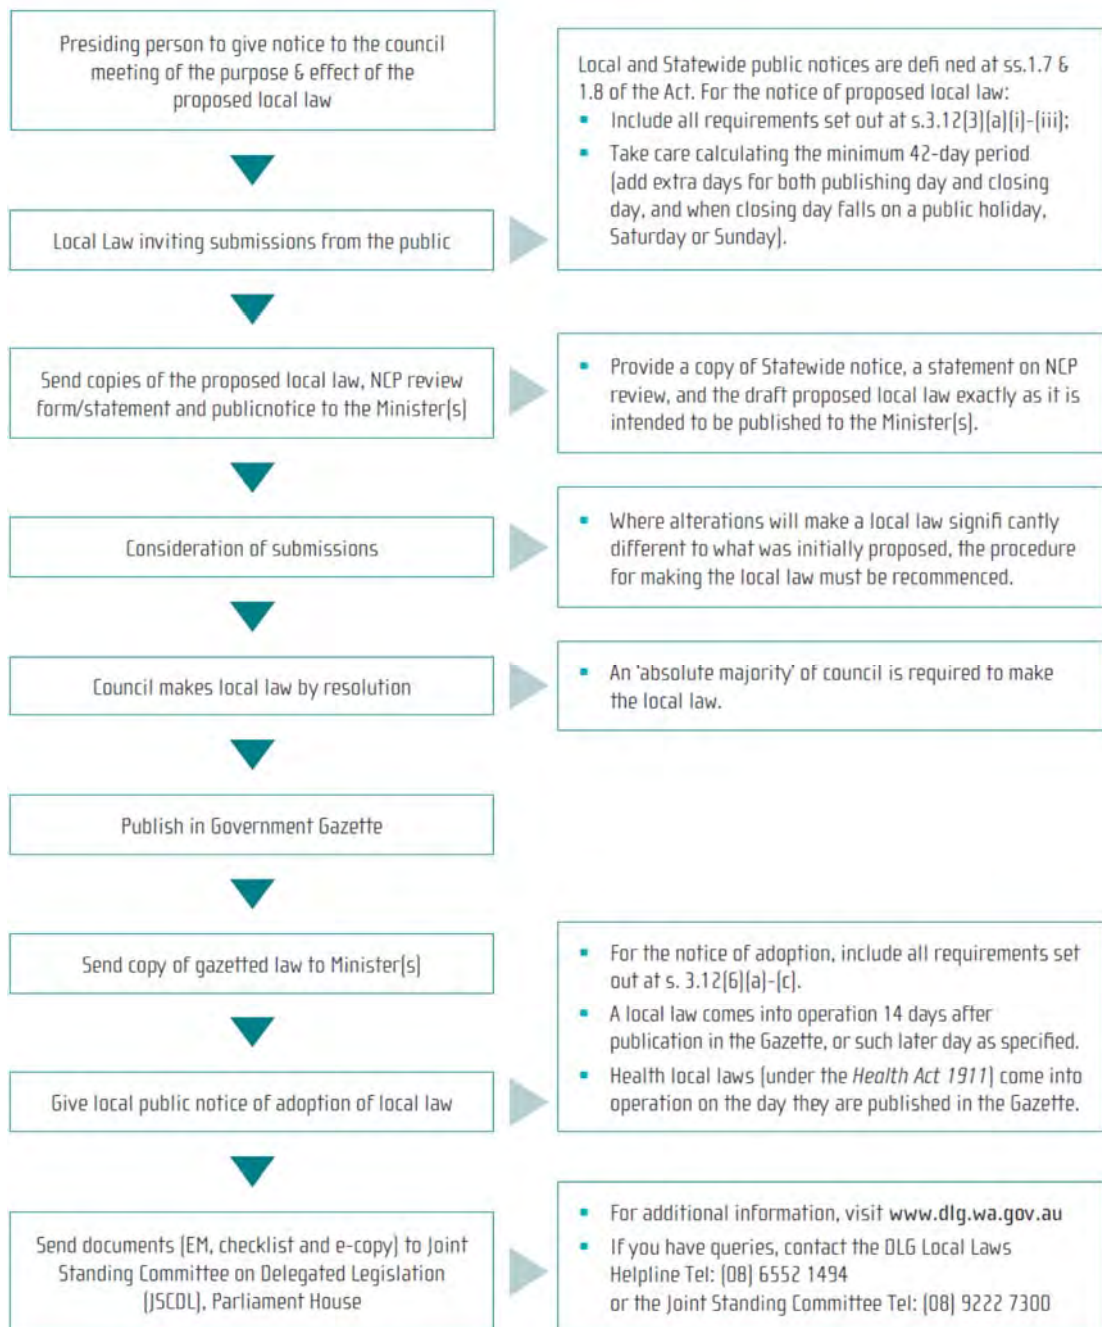 Presiding person to give notice to the council
meeting of the purpose & effect of the
proposed local law
Local and Statewide public notices are defi ned at ss.1.7 &
1.8 of the Act. For the notice of proposed local law:
▪ Include all requirements set out at s.3.12(3)(a)(i)-(iii);
▪ Take care calculating the minimum 42-day period
(add extra days for both publishing day and closing
day, and when closing day falls on a public holiday,
Saturday or Sunday).
Local Law inviting submissions from the public
Send copies of the proposed local law, NCP review
form/statement and publicnotice to the Minister(s)
▪ Provide a copy of Statewide notice, a statement on NCP
review, and the draft proposed local law exactly as it is
intended to be published to the Minister(s).
Consideration of submissions
▪ Where alterations will make a local law signifi cantly
different to what was initially proposed, the procedure
for making the local law must be recommenced.
Council makes local law by resolution
▪ An 'absolute majority' of council is required to make
the local law.
Publish in Government Gazette
Send copy of gazetted law to Minister(s)
▪ For the notice of adoption, include all requirements set
out at s. 3.12(6)(a)-(c).
▪ A local law comes into operation 14 days after
publication in the Gazette, or such later day as specified.
▪ Health local laws (under the Health Act 1911) come into
operation on the day they are published in the Gazette.
Give local public notice of adoption of local law
Send documents (EM, checklist and e-copy) to Joint
Standing Committee on Delegated Legislation
(JSCDL), Parliament House
▪ For additional information, visit www.dlg.wa.gov.au
▪ If you have queries, contact the DLG Local Laws
Helpline Tel: (08) 6552 1494
or the Joint Standing Committee Tel: (08) 9222 7300